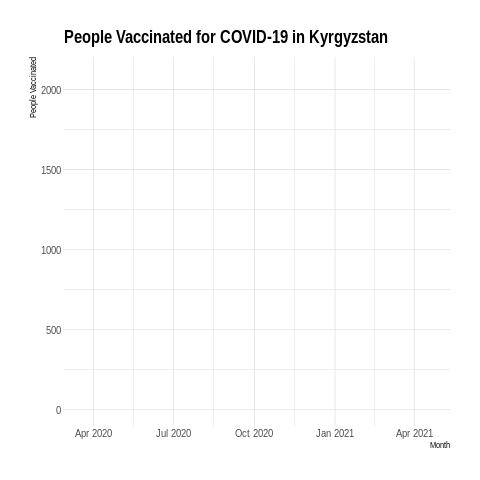 People Vaccinated for COVID-19 in Kyrgyzstan
People Vaccinated
2000
1500
1000
500
0
Apr 2020 Jul 2020 Oct 2020 Jan 2021 Apr 2021
Month